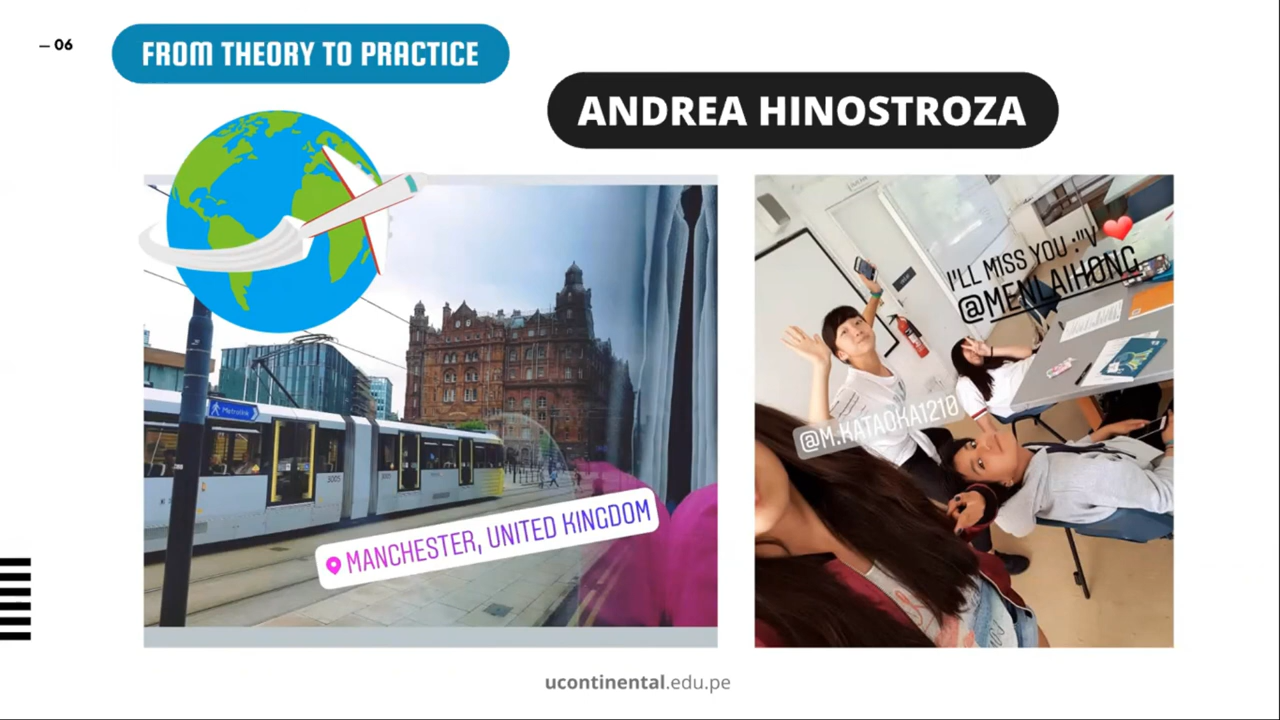 — 06
FROM THEORY TO PRACTICE
ANDREA HINOSTROZA
Metrolink
3005
MANCHESTER, UNITED KINGDOM
I'LL MISS YOU :"V
@MENLAIHONG
@M.KATAOKA1210
ucontinental.edu.pe